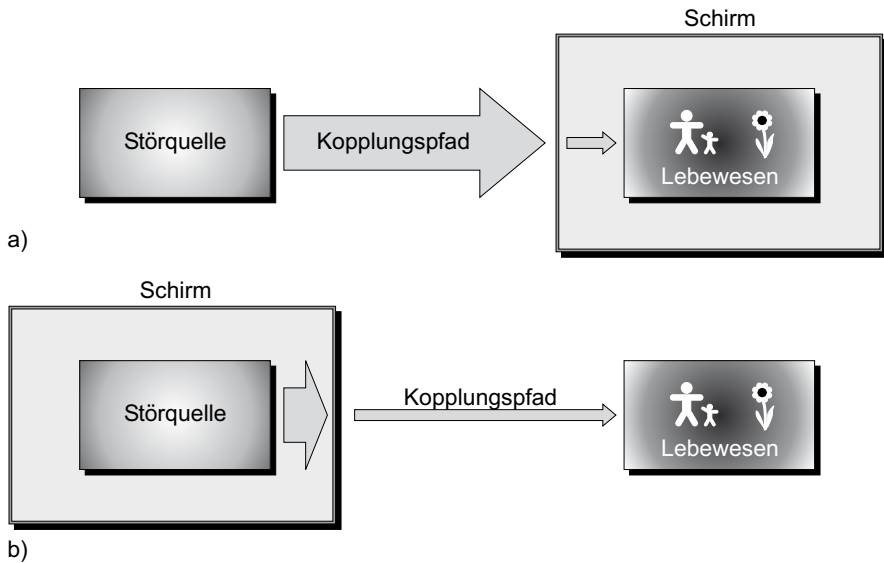 Schirm
Störquelle
Kopplungspfad
Lebewesen
a)
Schirm
Störquelle
Kopplungspfad
Lebewesen
b)